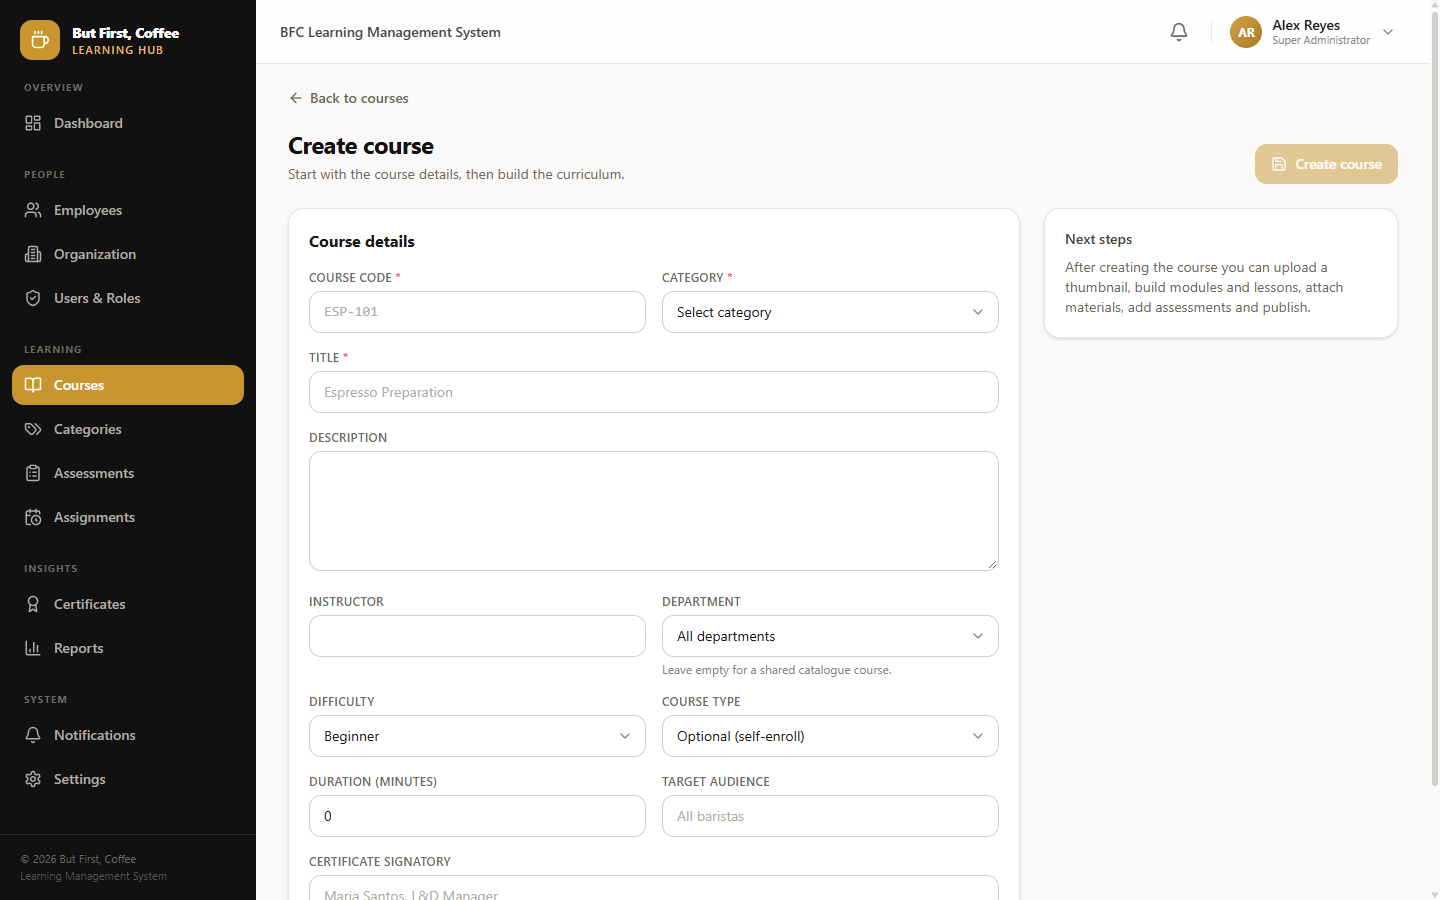 But First, Coffee
LEARNING HUB
OVERVIEW
Dashboard
PEOPLE
Employees
Organization
Users & Roles
LEARNING
Courses
Categories
Assessments
Assignments
INSIGHTS
Certificates
Reports
SYSTEM
Notifications
Settings
© 2026 But First, Coffee
Learning Management System
BFC Learning Management System
AR
Alex Reyes
Super Administrator
Back to courses
Create course
Start with the course details, then build the curriculum.
Create course
Course details
COURSE CODE *
ESP-101
CATEGORY *
Select category
TITLE *
Espresso Preparation
DESCRIPTION
INSTRUCTOR
DEPARTMENT
All departments
Leave empty for a shared catalogue course.
DIFFICULTY
Beginner
COURSE TYPE
Optional (self-enroll)
DURATION (MINUTES)
0
TARGET AUDIENCE
All baristas
CERTIFICATE SIGNATORY
Maria Santos, L&D Manager
Next steps
After creating the course you can upload a
thumbnail, build modules and lessons, attach
materials, add assessments and publish.